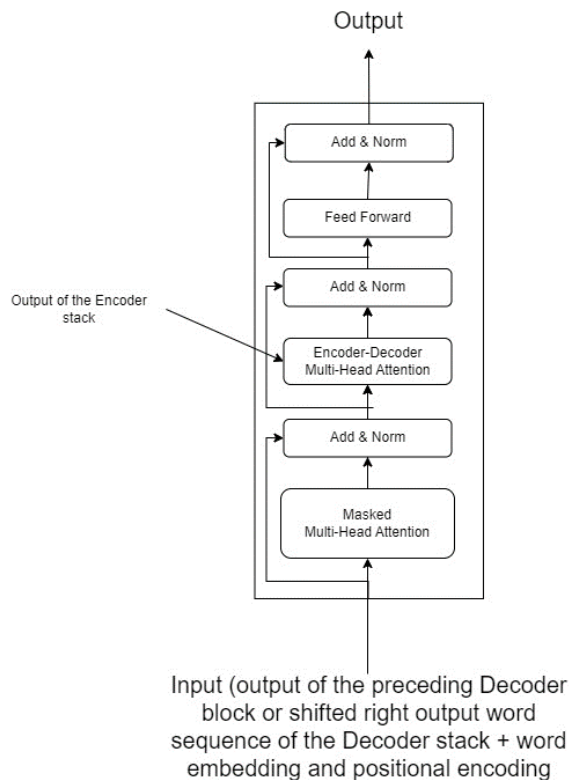 Output
Add & Norm
Feed Forward
Add & Norm
Output of the Encoder
stack
Encoder-Decoder
Multi-Head Attention
Add & Norm
Masked
Multi-Head Attention
Input (output of the preceding Decoder
block or shifted right output word
sequence of the Decoder stack + word
embedding and positional encoding